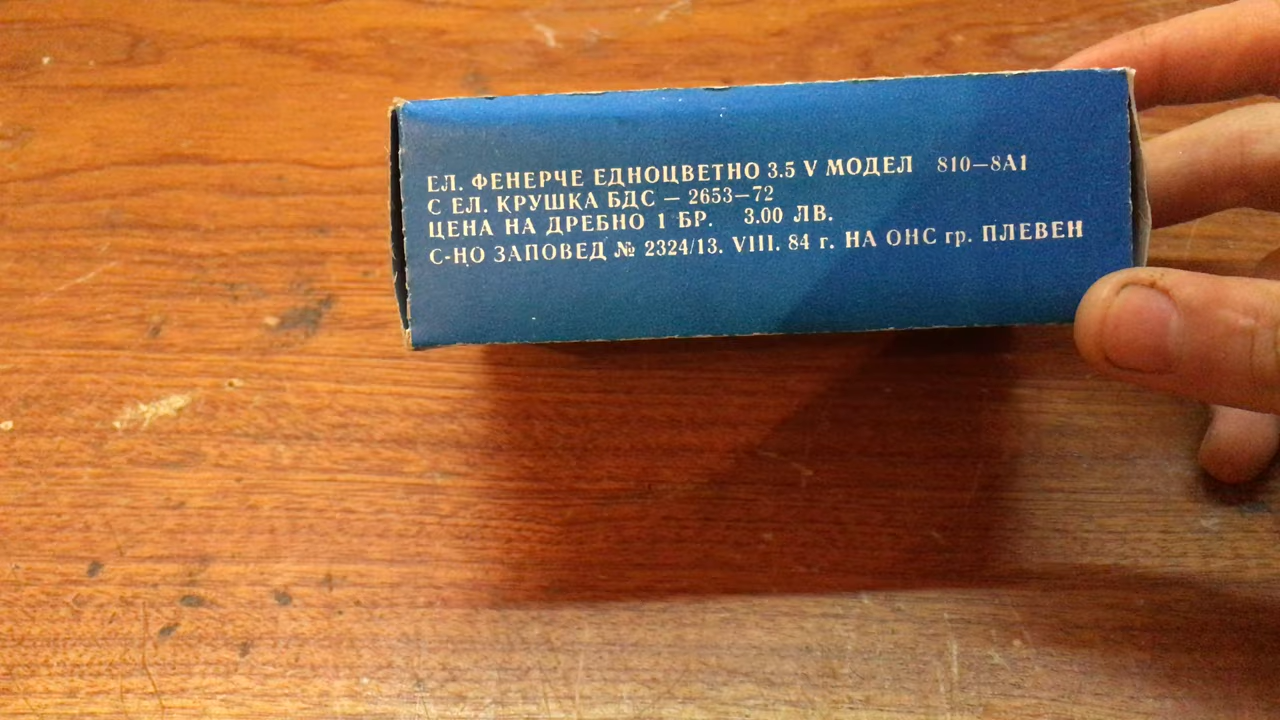 ЕЛ. ФЕНЕРЧЕ ЕДНОЦВЕТНО 3.5 V МОДЕЛ 810–8А1
С ЕЛ. КРУШКА БДС – 2653–72
ЦЕНА НА ДРЕБНО 1 БР. 3.00 ЛВ.
С-НО ЗАПОВЕД № 2324/13. VIII. 84 г. НА ОНС гр. ПЛЕВЕН